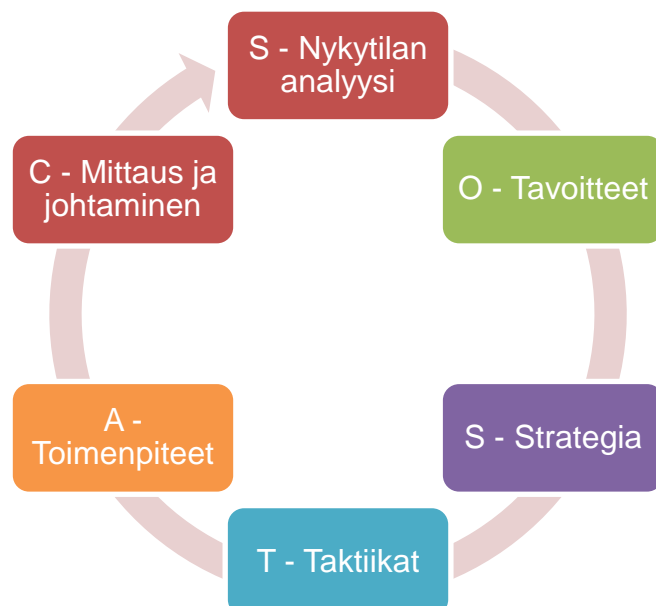 S - Nykytilan
analyysi
O - Tavoitteet
S - Strategia
T - Taktiikat
A -
Toimenpiteet
C - Mittaus ja
johtaminen